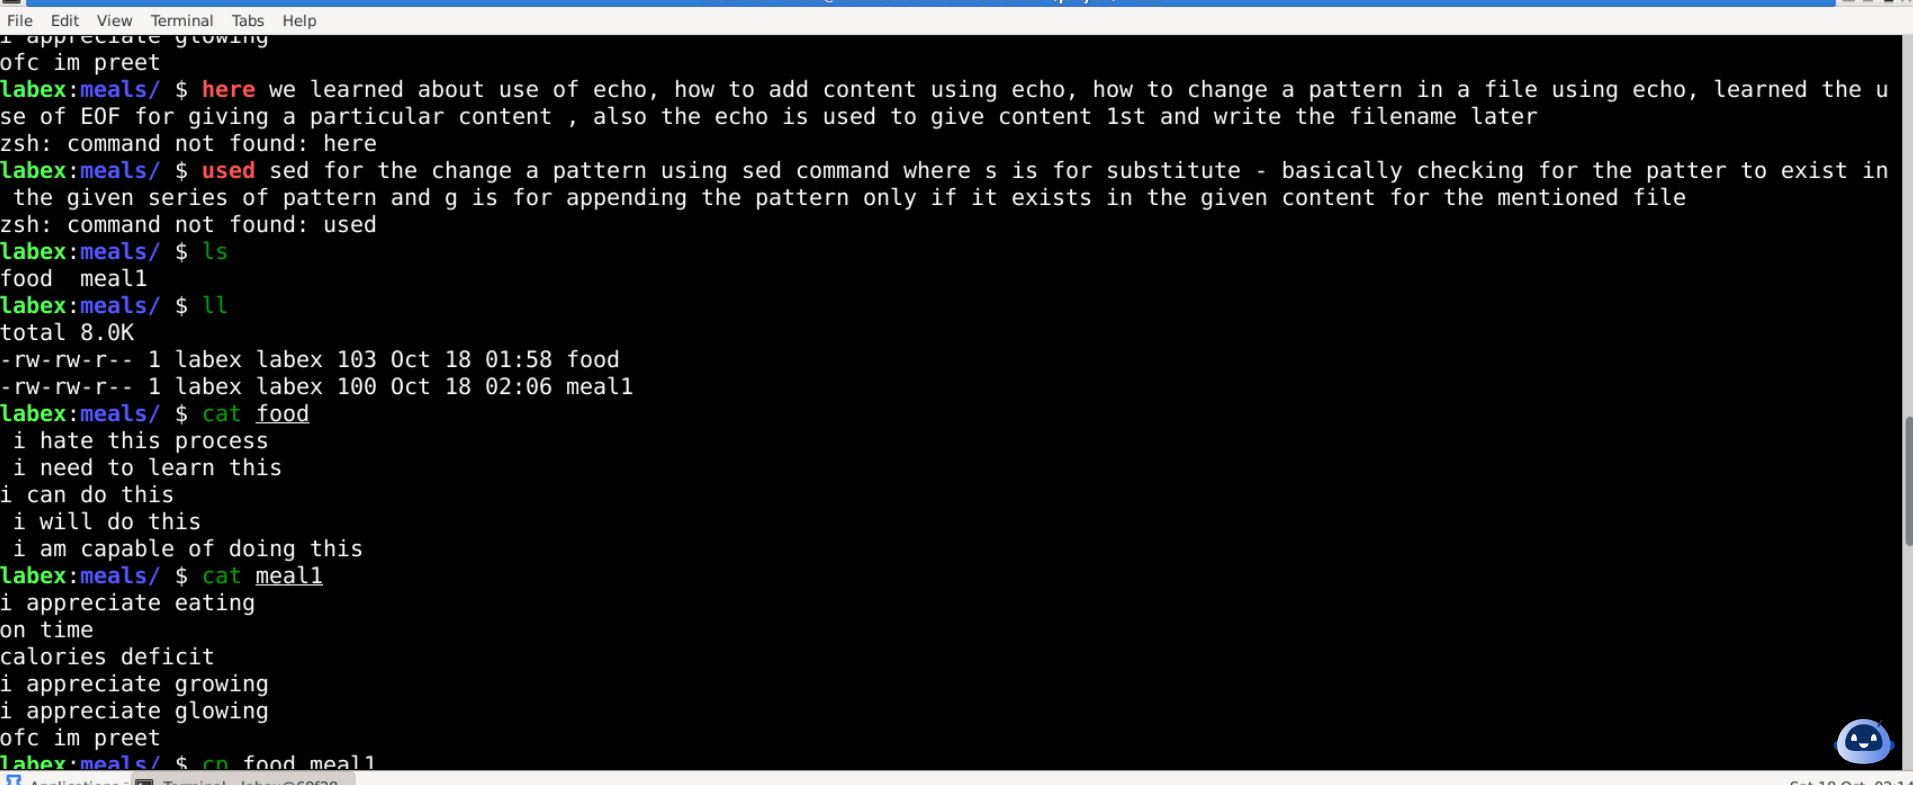 File Edit View Terminal Tabs Help
i appreciate glowing
ofc im preet
labex:meals/ $ here we learned about use of echo, how to add content using echo, how to change a pattern in a file using echo, learned the u
se of EOF for giving a particular content , also the echo is used to give content 1st and write the filename later
zsh: command not found: here
labex:meals/ $ used sed for the change a pattern using sed command where s is for substitute - basically checking for the patter to exist in
 the given series of pattern and g is for appending the pattern only if it exists in the given content for the mentioned file
zsh: command not found: used
labex:meals/ $ ls
food  meal1
labex:meals/ $ ll
total 8.0K
-rw-rw-r-- 1 labex labex 103 Oct 18 01:58 food
-rw-rw-r-- 1 labex labex 100 Oct 18 02:06 meal1
labex:meals/ $ cat food
 i hate this process
 i need to learn this
i can do this
 i will do this
 i am capable of doing this
labex:meals/ $ cat meal1
i appreciate eating
on time
calories deficit
i appreciate growing
i appreciate glowing
ofc im preet
labex:meals/ $ cp food meal1
Applications Terminal
Sat 18 Oct